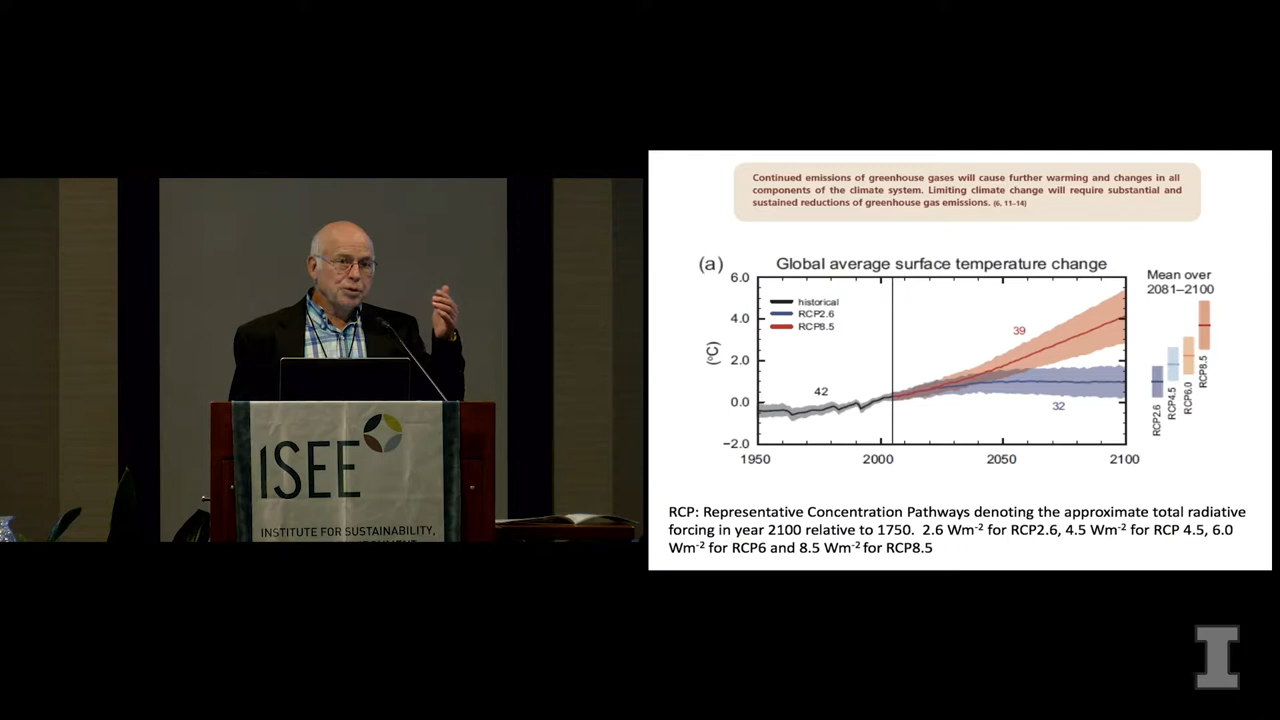 ISEE
INSTITUTE FOR SUSTAINABILITY,
Continued emissions of greenhouse gases will cause further warming and changes in all
components of the climate system. Limiting climate change will require substantial and
sustained reductions of greenhouse gas emissions. (6, 11–14)
(a)
Global average surface temperature change
Mean over
2081–2100
6.0
4.0
2.0
0.0
−2.0
(°C)
historical
RCP2.6
RCP8.5
42
39
32
1950
2000
2050
2100
RCP2.6
RCP4.5
RCP6.0
RCP8.5
RCP: Representative Concentration Pathways denoting the approximate total radiative
forcing in year 2100 relative to 1750.  2.6 Wm-2 for RCP2.6, 4.5 Wm-2 for RCP 4.5, 6.0
Wm-2 for RCP6 and 8.5 Wm-2 for RCP8.5
I